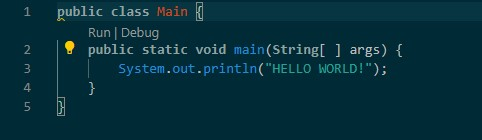 1 public class Main {
Run | Debug
2 public static void main(String[ ] args) {
3 System.out.println("HELLO WORLD!");
4 }
5 }